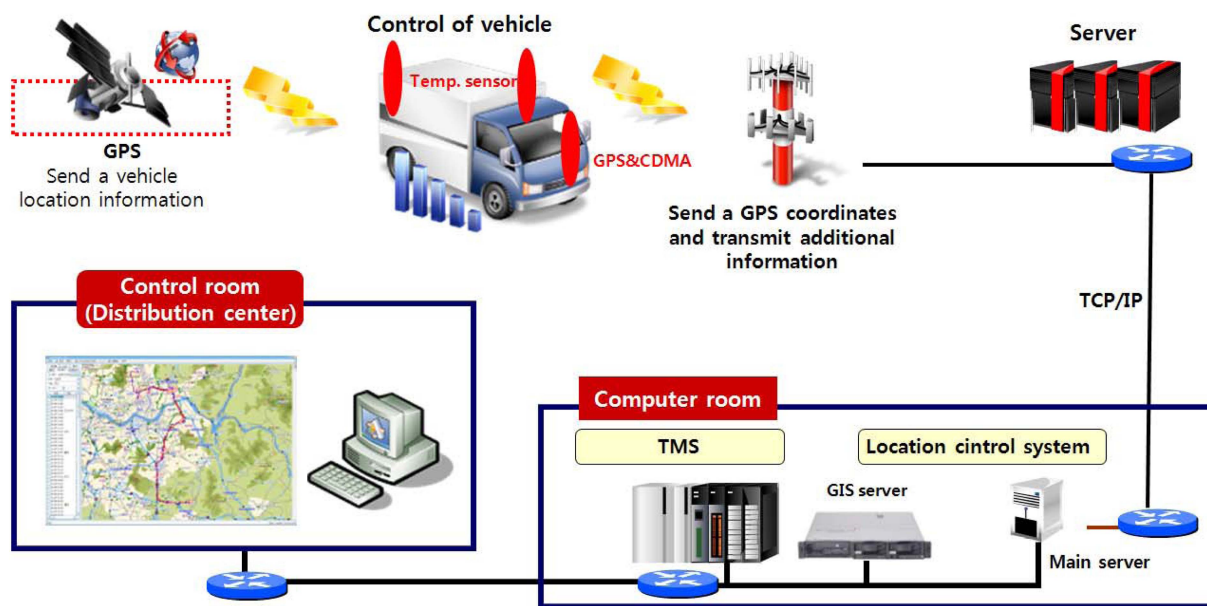 Control of vehicle
Server
Temp. sensor
GPS
GPS&CDMA
Send a vehicle
location information
Send a GPS coordinates
and transmit additional
information
Control room
(Distribution center)
TCP/IP
Computer room
TMS
Location cintrol system
GIS server
Main server